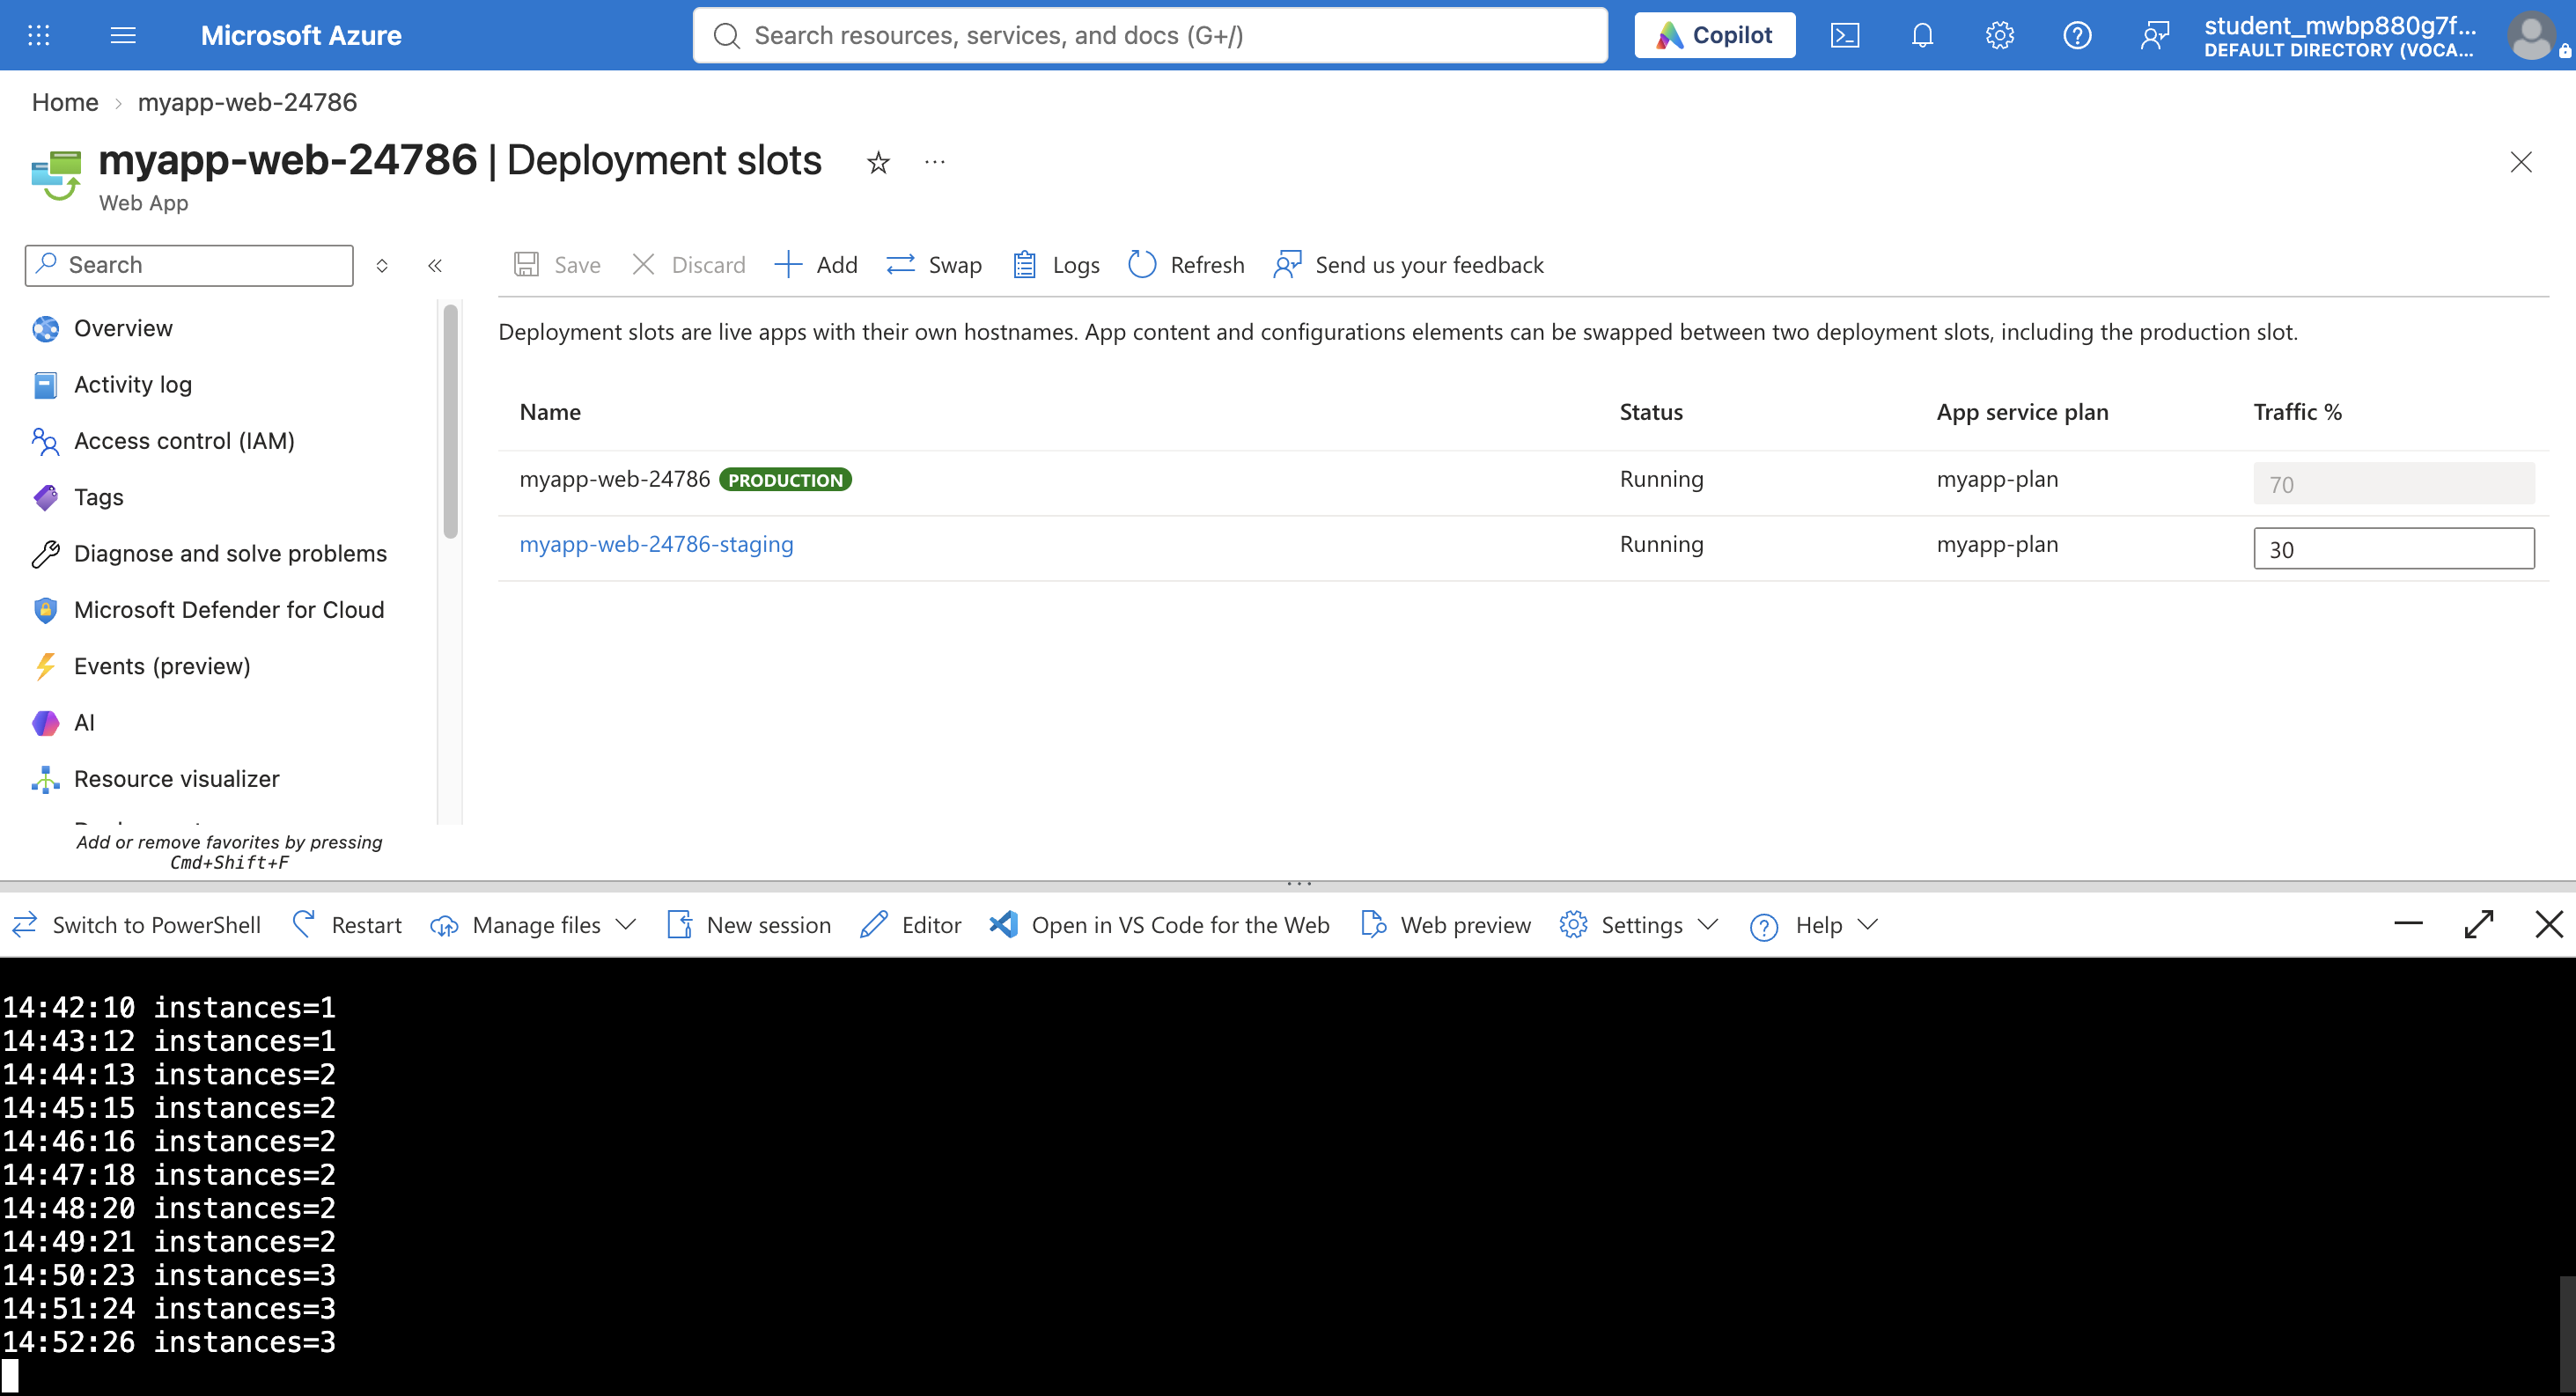 Microsoft Azure
Search resources, services, and docs (G+/)
Copilot
student_mwbp880g7f...
DEFAULT DIRECTORY (VOCA...
Home > myapp-web-24786
myapp-web-24786 | Deployment slots
Web App
Search
Save Discard Add Swap Logs Refresh Send us your feedback
Overview
Activity log
Access control (IAM)
Tags
Diagnose and solve problems
Microsoft Defender for Cloud
Events (preview)
AI
Resource visualizer
Add or remove favorites by pressing
Cmd+Shift+F
Deployment slots are live apps with their own hostnames. App content and configurations elements can be swapped between two deployment slots, including the production slot.
Name Status App service plan Traffic %
myapp-web-24786 PRODUCTION Running myapp-plan 70
myapp-web-24786-staging Running myapp-plan 30
Switch to PowerShell Restart Manage files New session Editor Open in VS Code for the Web Web preview Settings Help
14:42:10 instances=1
14:43:12 instances=1
14:44:13 instances=2
14:45:15 instances=2
14:46:16 instances=2
14:47:18 instances=2
14:48:20 instances=2
14:49:21 instances=2
14:50:23 instances=3
14:51:24 instances=3
14:52:26 instances=3